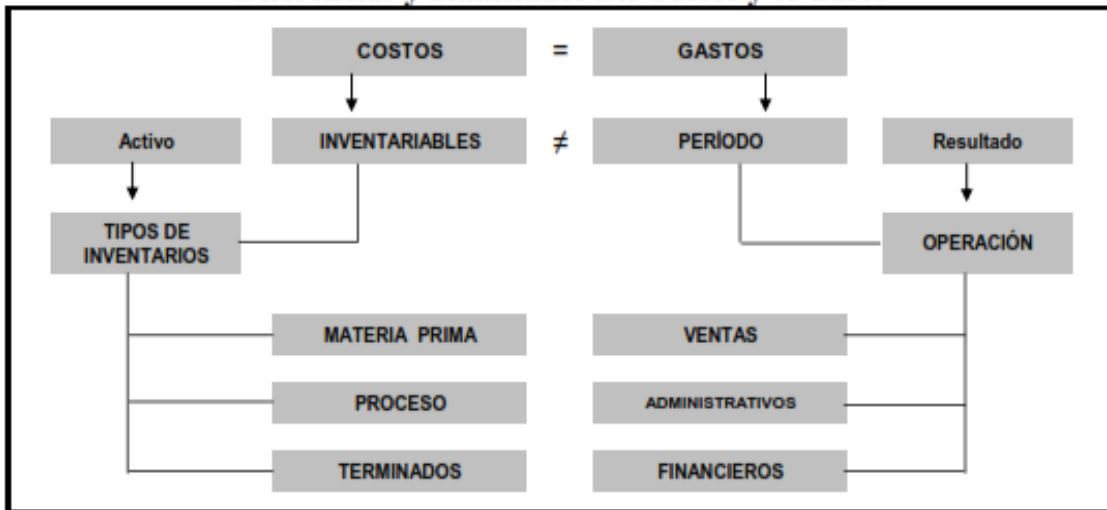 COSTOS = GASTOS
Activo INVENTARIABLES ≠ PERÍODO Resultado
TIPOS DE
INVENTARIOS
OPERACIÓN
MATERIA PRIMA VENTAS
PROCESO ADMINISTRATIVOS
TERMINADOS FINANCIEROS